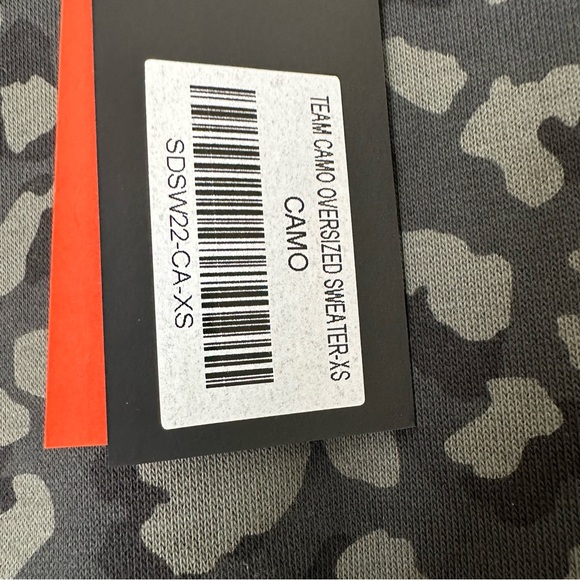 TEAM CAMO OVERSIZED SWEATER-XS
CAMO
SDSW22-CA-XS